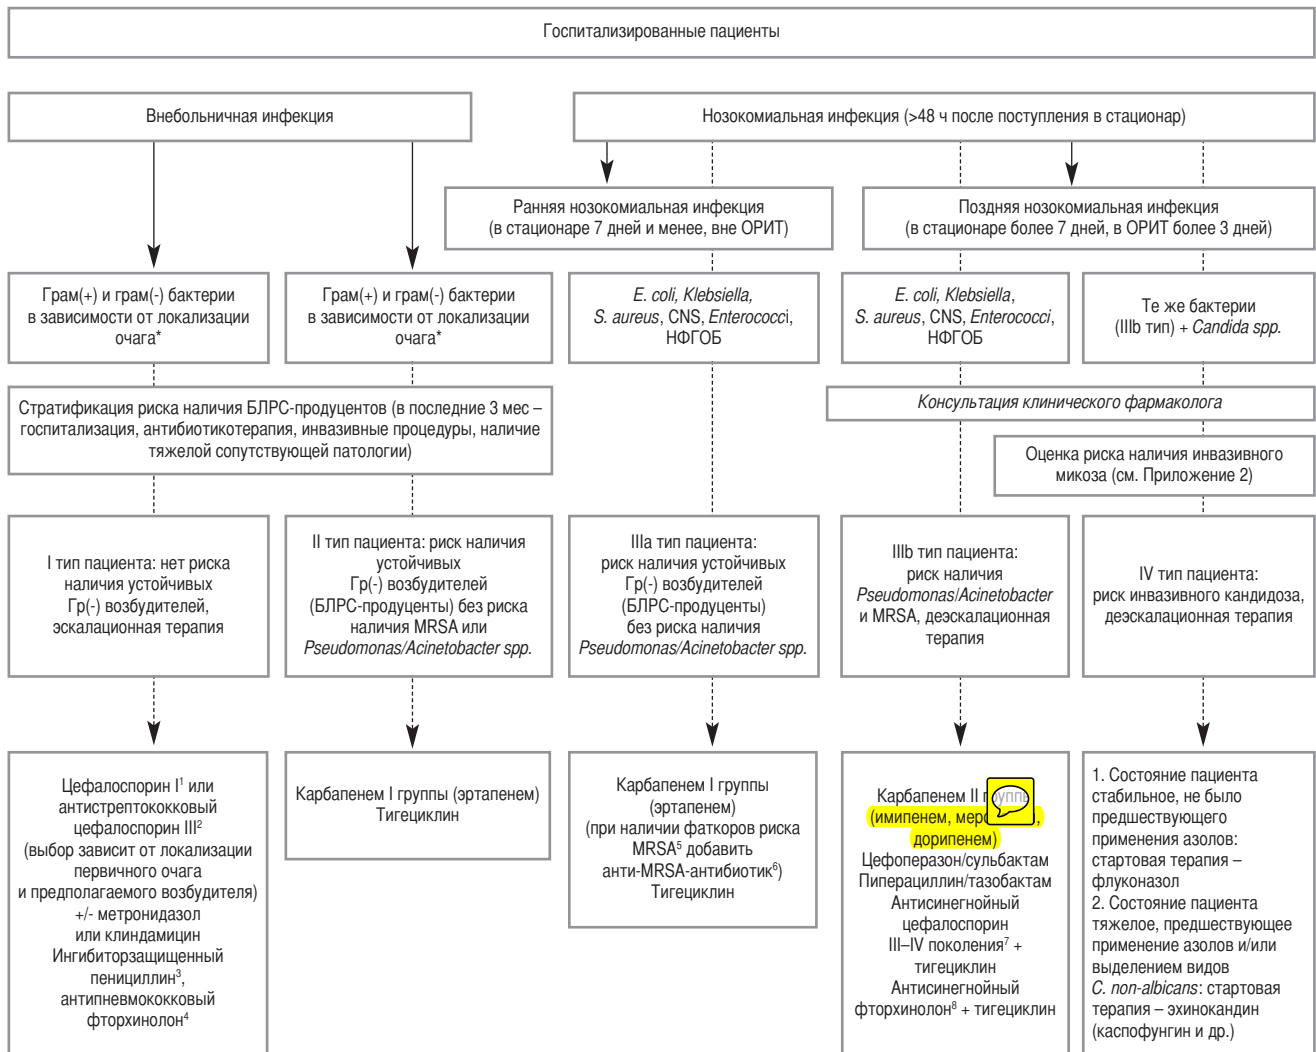 Госпитализированные пациенты
Внебольничная инфекция
Нозокомиальная инфекция (>48 ч после поступления в стационар)
Ранняя нозокомиальная инфекция
(в стационаре 7 дней и менее, вне ОРИТ)
Поздняя нозокомиальная инфекция
(в стационаре более 7 дней, в ОРИТ более 3 дней)
Грам(+) и грам(-) бактерии
в зависимости от локализации
очага*
Грам(+) и грам(-) бактерии
в зависимости от локализации
очага*
E. coli, Klebsiella,
S. aureus, CNS, Enterococci,
НФГОБ
E. coli, Klebsiella,
S. aureus, CNS, Enterococci,
НФГОБ
Те же бактерии
(IIIb тип) + Candida spp.
Стратификация риска наличия БЛРС-продуцентов (в последние 3 мес –
госпитализация, антибиотикотерапия, инвазивные процедуры, наличие
тяжелой сопутствующей патологии)
Консультация клинического фармаколога
Оценка риска наличия инвазивного
микоза (см. Приложение 2)
I тип пациента: нет риска
наличия устойчивых
Гр(-) возбудителей,
эскалационная терапия
II тип пациента: риск наличия
устойчивых
Гр(-) возбудителей
(БЛРС-продуценты) без риска
наличия MRSA или
Pseudomonas/Acinetobacter spp.
IIIa тип пациента:
риск наличия устойчивых
Гр(-) возбудителей
(БЛРС-продуценты)
без риска наличия
Pseudomonas/Acinetobacter spp.
IIIb тип пациента:
риск наличия
Pseudomonas/Acinetobacter
и MRSA, деэскалационная
терапия
IV тип пациента:
риск инвазивного кандидоза,
деэскалационная терапия
Цефалоспорин I¹ или
антистрептококковый
цефалоспорин III²
(выбор зависит от локализации
первичного очага
и предполагаемого возбудителя)
+/- метронидазол
или клиндамицин
Ингибиторзащищенный
пенициллин³,
антипневмококковый
фторхинолон⁴
Карбапенем I группы (эртапенем)
Тигециклин
Карбапенем I группы
(эртапенем)
(при наличии фаткоров риска
MRSA⁵ добавить
анти-MRSA-антибиотик⁶)
Тигециклин
Карбапенем II группы
(имипенем,
дорипенем)
Цефоперазон/сульбактам
Пиперациллин/тазобактам
Антисинегнойный
цефалоспорин
III–IV поколения⁷ +
тигециклин
Антисинегнойный
фторхинолон⁸ + тигециклин
1. Состояние пациента
стабильное, не было
предшествующего
применения азолов:
стартовая терапия –
флуконазол
2. Состояние пациента
тяжелое, предшествующее
применение азолов и/или
выделением видов
C. non-albicans: стартовая
терапия – эхинокандин
(каспофунгин и др.)